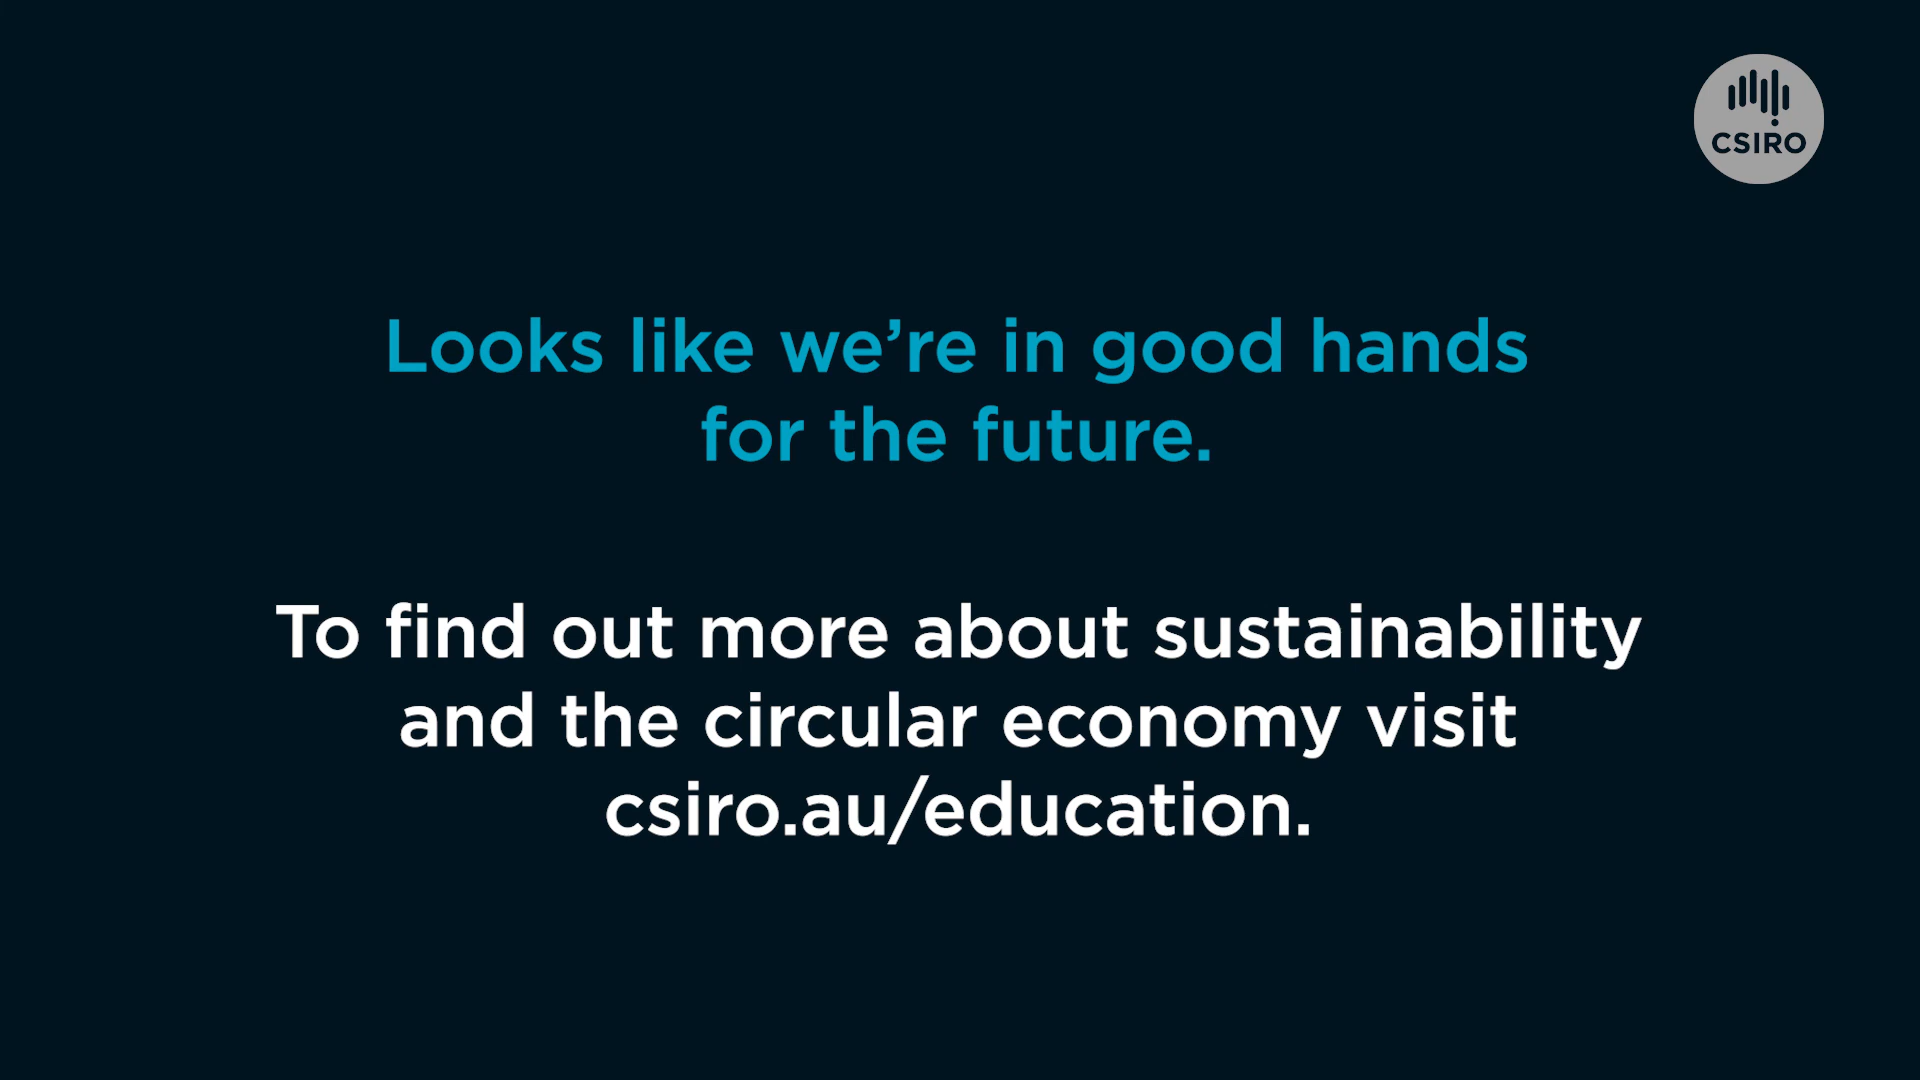 CSIRO
Looks like we’re in good hands
for the future.
To find out more about sustainability
and the circular economy visit
csiro.au/education.